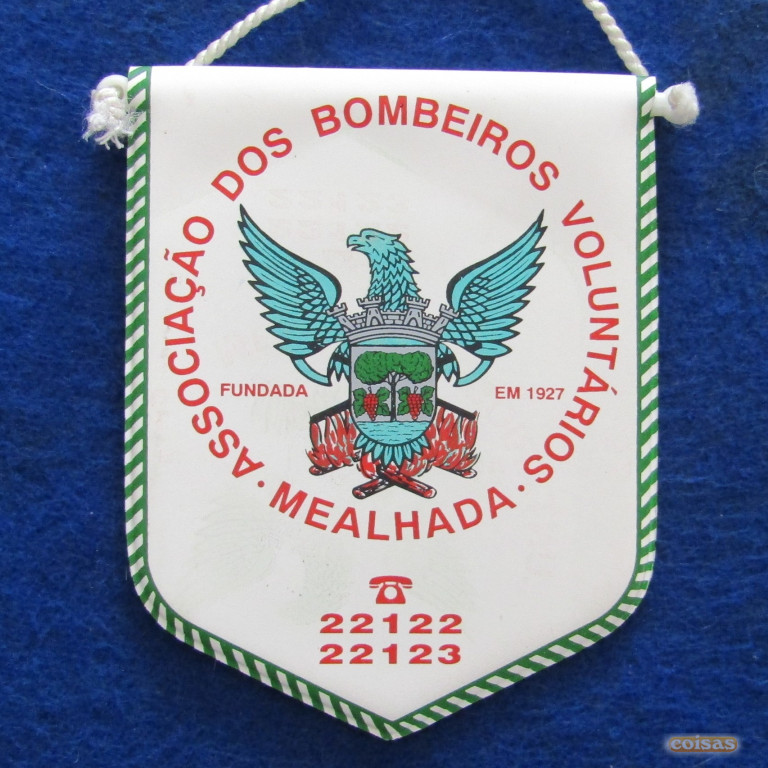 ASSOCIAÇÃO DOS BOMBEIROS VOLUNTÁRIOS
· MEALHADA ·
FUNDADA EM 1927
☎
22122
22123
coisas